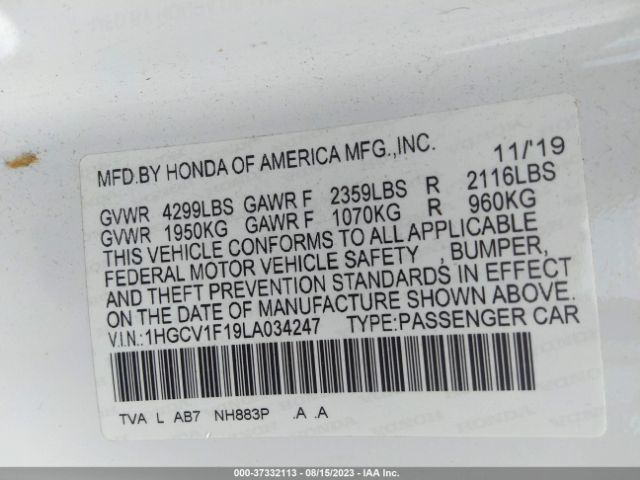 MFD.BY HONDA OF AMERICA MFG.,INC. 11/'19
GVWR 4299LBS GAWR F 2359LBS R 2116LBS
GVWR 1950KG GAWR F 1070KG R 960KG
THIS VEHICLE CONFORMS TO ALL APPLICABLE
FEDERAL MOTOR VEHICLE SAFETY , BUMPER,
AND THEFT PREVENTION STANDARDS IN EFFECT
ON THE DATE OF MANUFACTURE SHOWN ABOVE.
V.I.N.:1HGCV1F19LA034247 TYPE:PASSENGER CAR
TVA L AB7 NH883P .A .A
000-37332113 - 08/15/2023 - IAA Inc.